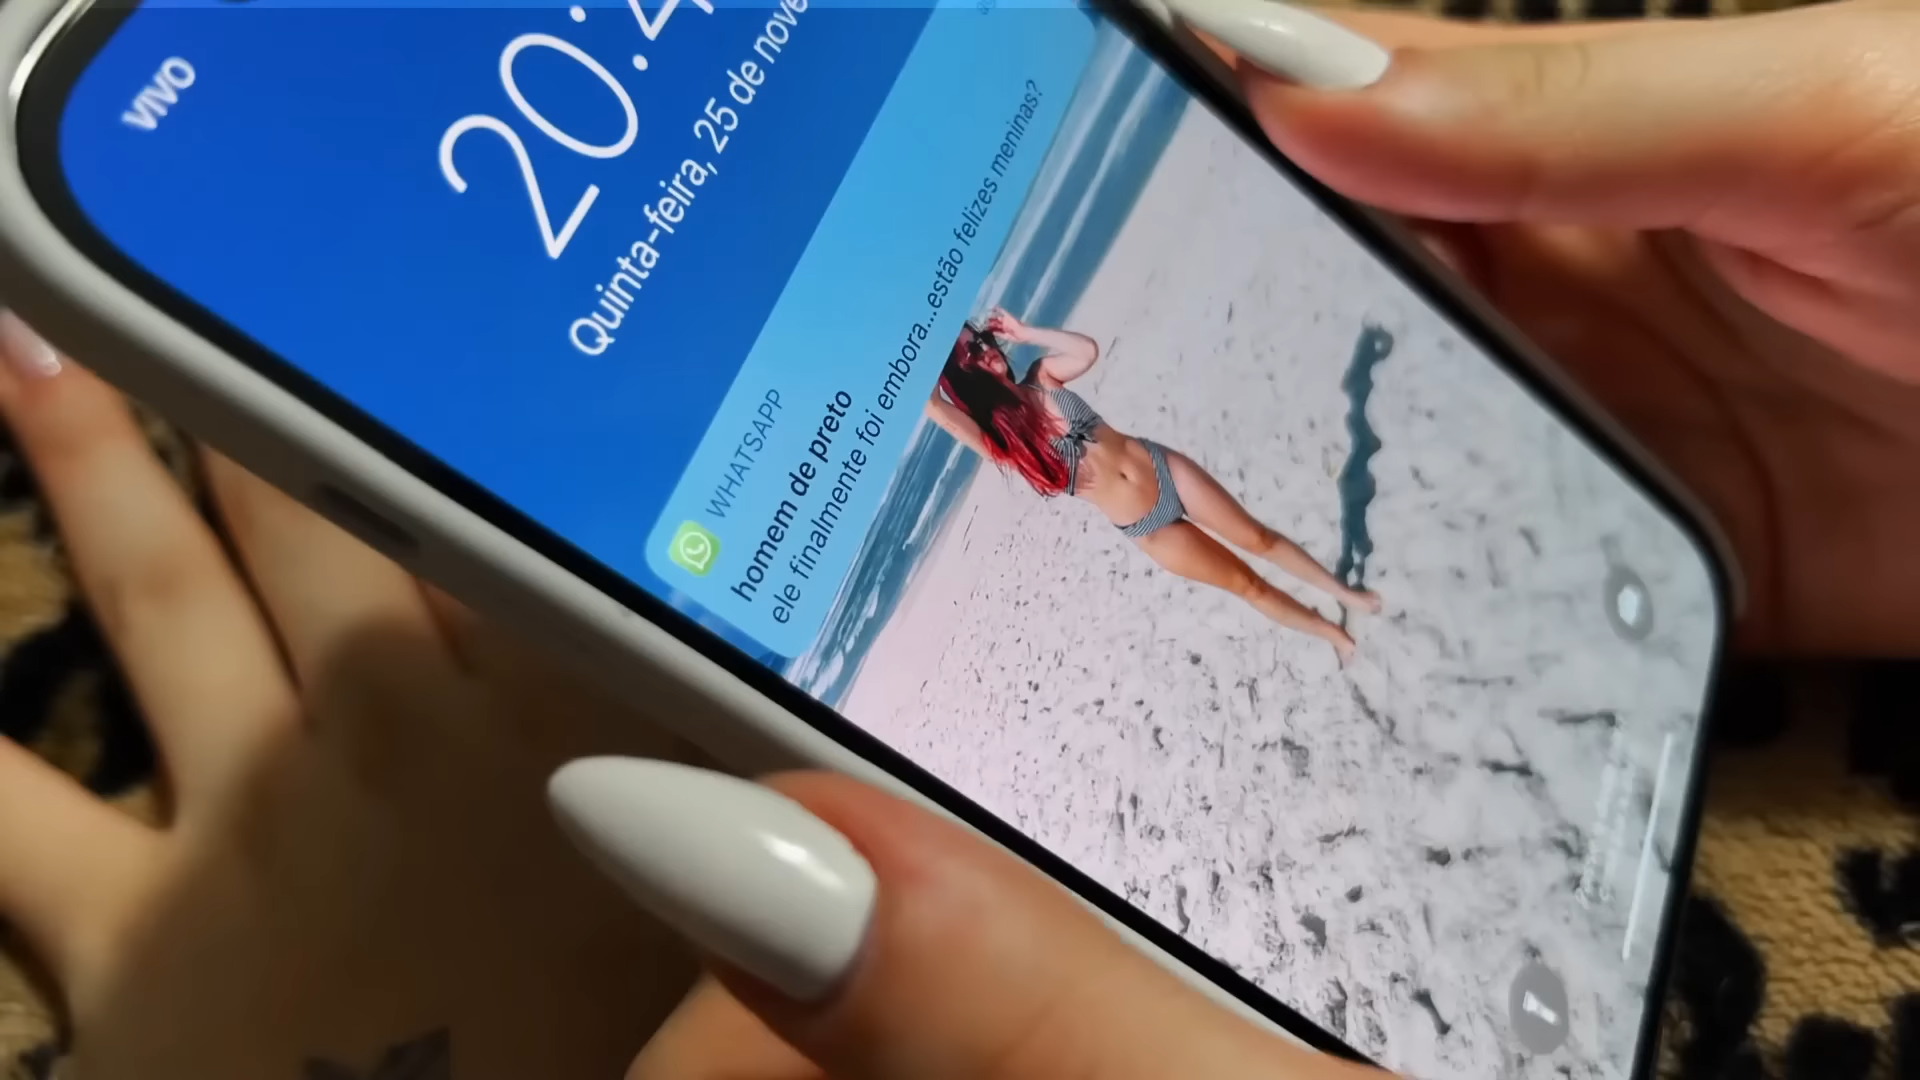 VIVO
20:4
Quinta-feira, 25 de nove
WHATSAPP
homem de preto
ele finalmente foi embora...estão felizes meninas?